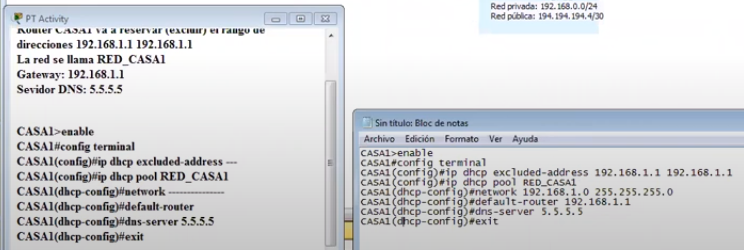 Red privada: 192.168.0.0/24
Red pública: 194.194.194.4/30
PT Activity
Router CASA1 va a reservar (excluir) el rango de
direcciones 192.168.1.1 192.168.1.1
La red se llama RED_CASA1
Gateway: 192.168.1.1
Sevidor DNS: 5.5.5.5
CASA1>enable
CASA1#config terminal
CASA1(config)#ip dhcp excluded-address ---
CASA1(config)#ip dhcp pool RED_CASA1
CASA1(dhcp-config)#network ----------------
CASA1(dhcp-config)#default-router
CASA1(dhcp-config)#dns-server 5.5.5.5
CASA1(dhcp-config)#exit
Sin título: Bloc de notas
Archivo Edición Formato Ver Ayuda
CASA1>enable
CASA1#config terminal
CASA1(config)#ip dhcp excluded-address 192.168.1.1 192.168.1.1
CASA1(config)#ip dhcp pool RED_CASA1
CASA1(dhcp-config)#network 192.168.1.0 255.255.255.0
CASA1(dhcp-config)#default-router 192.168.1.1
CASA1(dhcp-config)#dns-server 5.5.5.5
CASA1(dhcp-config)#exit